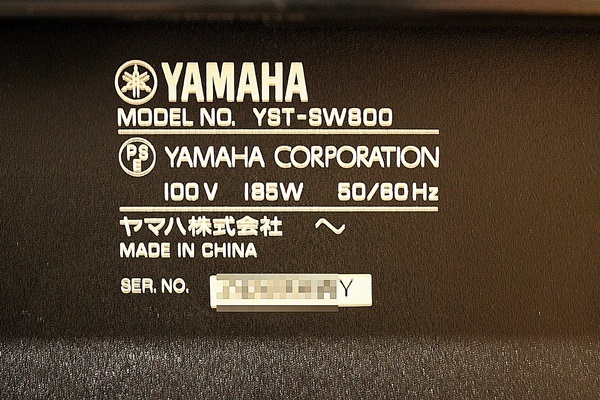 YAMAHA
MODEL NO. YST-SW800
PSE YAMAHA CORPORATION
100V 185W 50/60Hz
ヤマハ株式会社 ～
MADE IN CHINA
SER. NO. Y